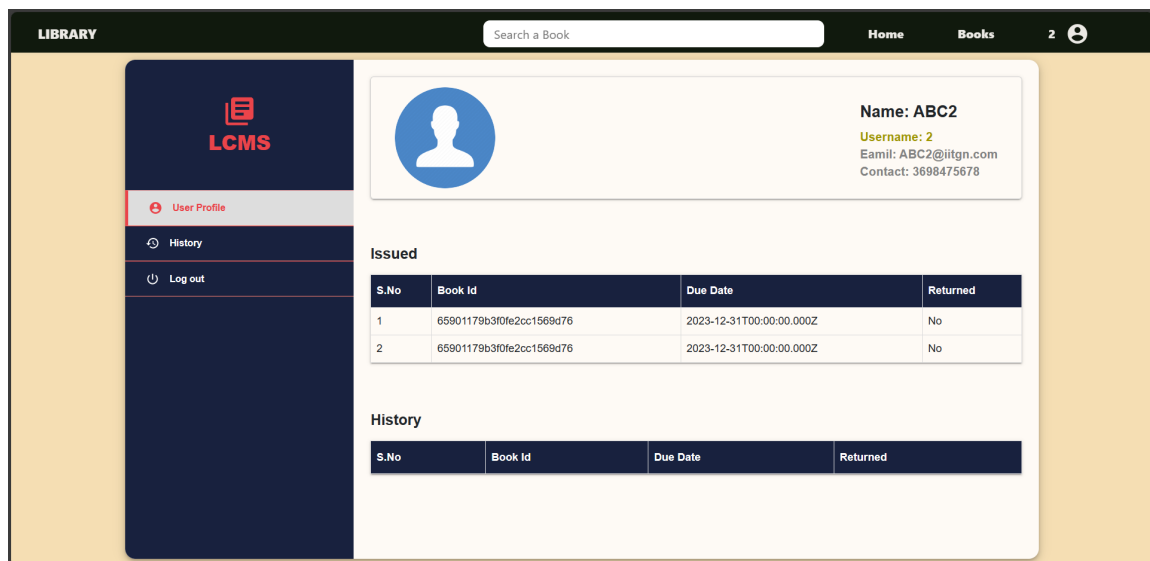 LIBRARY Search a Book Home Books 2
LCMS
User Profile
History
Log out
Name: ABC2
Username: 2
Eamil: ABC2@iitgn.com
Contact: 3698475678
Issued
S.No Book Id Due Date Returned
1 65901179b3f0fe2cc1569d76 2023-12-31T00:00:00.000Z No
2 65901179b3f0fe2cc1569d76 2023-12-31T00:00:00.000Z No
History
S.No Book Id Due Date Returned